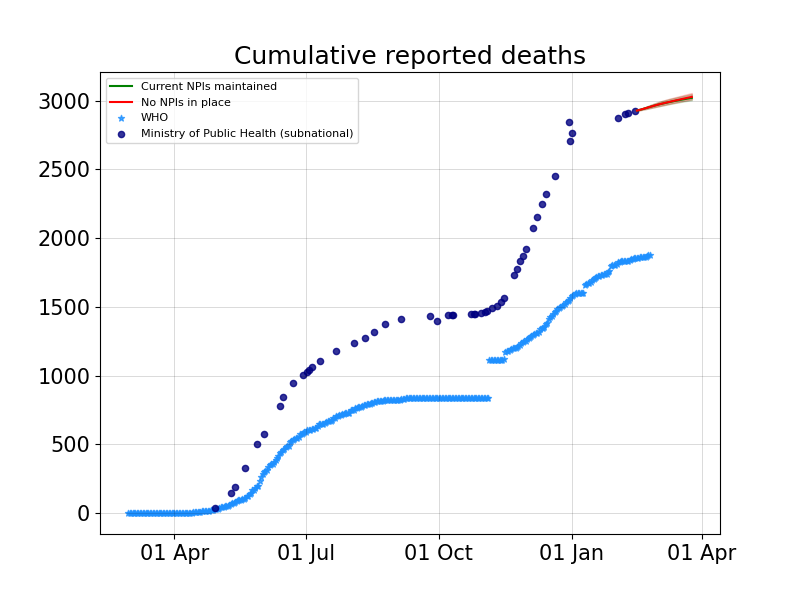 Cumulative reported deaths
Current NPIs maintained
No NPIs in place
WHO
Ministry of Public Health (subnational)
3000
2500
2000
1500
1000
500
0
01 Apr 01 Jul 01 Oct 01 Jan 01 Apr